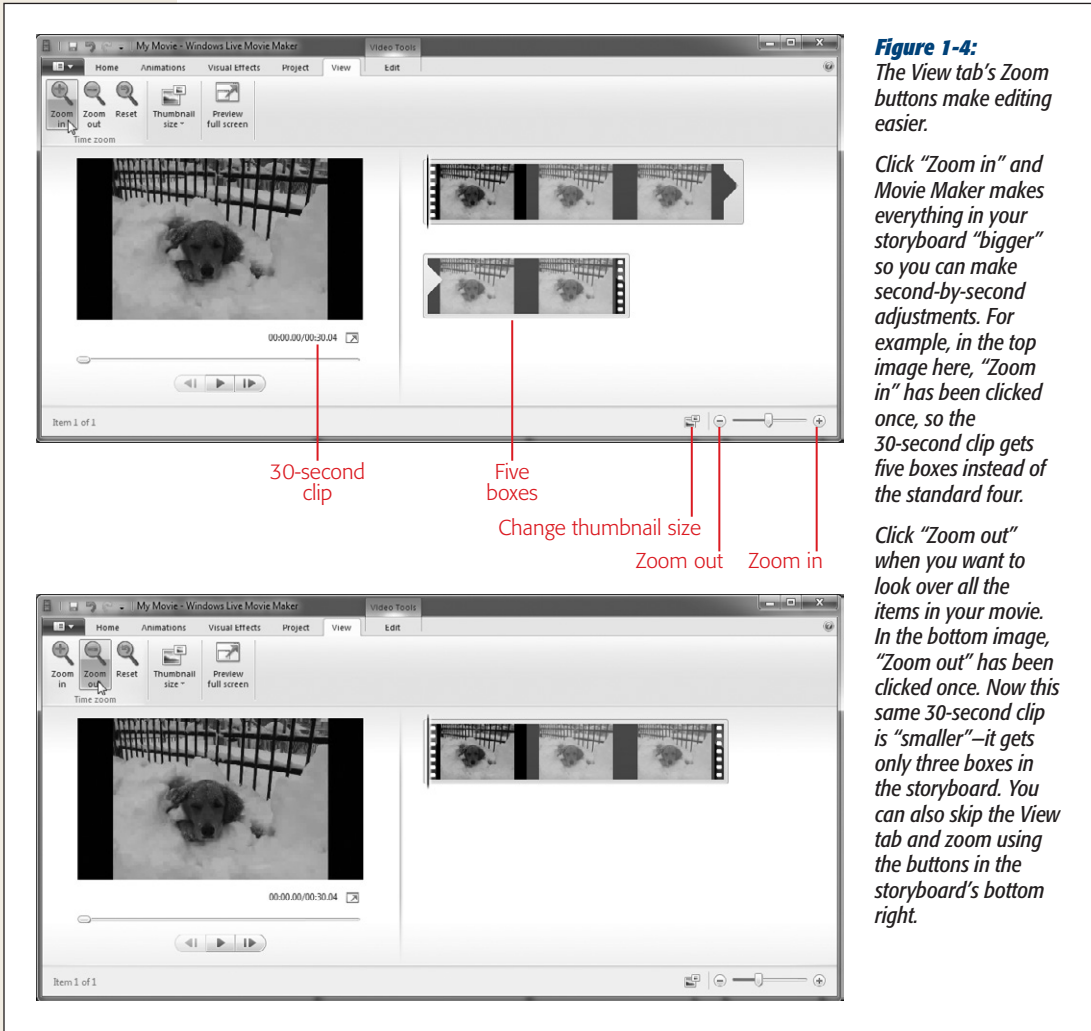 My Movie - Windows Live Movie Maker
Video Tools
Home
Animations
Visual Effects
Project
View
Edit
Zoom in
Zoom out
Reset
Thumbnail size
Preview full screen
Time zoom
00:00.00/00:30.04
Item 1 of 1
30-second
clip
Five
boxes
Change thumbnail size
Zoom out
Zoom in
My Movie - Windows Live Movie Maker
Video Tools
Home
Animations
Visual Effects
Project
View
Edit
Zoom in
Zoom out
Reset
Thumbnail size
Preview full screen
Time zoom
00:00.00/00:30.04
Item 1 of 1
Figure 1-4:
The View tab's Zoom
buttons make editing
easier.
Click “Zoom in” and
Movie Maker makes
everything in your
storyboard “bigger”
so you can make
second-by-second
adjustments. For
example, in the top
image here, “Zoom
in” has been clicked
once, so the
30-second clip gets
five boxes instead of
the standard four.
Click “Zoom out”
when you want to
look over all the
items in your movie.
In the bottom image,
“Zoom out” has been
clicked once. Now this
same 30-second clip
is “smaller”—it gets
only three boxes in
the storyboard. You
can also skip the View
tab and zoom using
the buttons in the
storyboard's bottom
right.